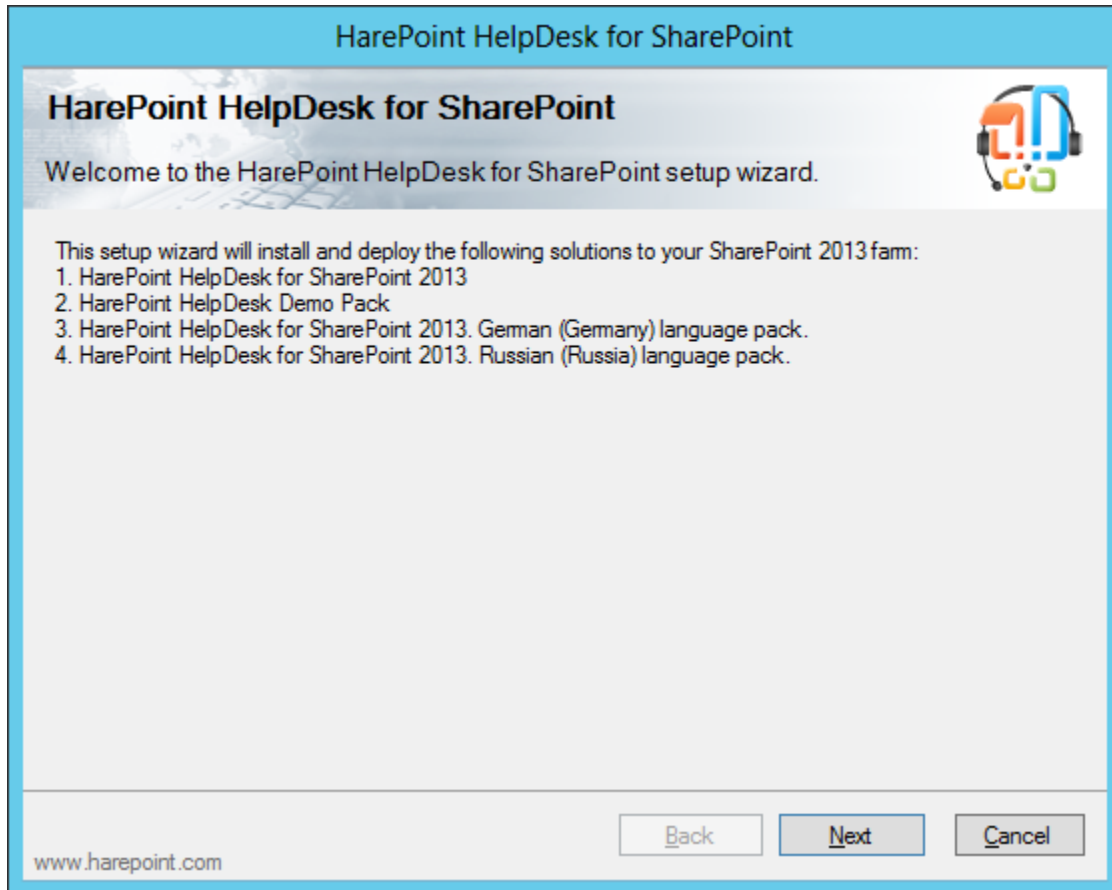 HarePoint HelpDesk for SharePoint
HarePoint HelpDesk for SharePoint
Welcome to the HarePoint HelpDesk for SharePoint setup wizard.
This setup wizard will install and deploy the following solutions to your SharePoint 2013 farm:
1. HarePoint HelpDesk for SharePoint 2013
2. HarePoint HelpDesk Demo Pack
3. HarePoint HelpDesk for SharePoint 2013. German (Germany) language pack.
4. HarePoint HelpDesk for SharePoint 2013. Russian (Russia) language pack.
Back Next Cancel
www.harepoint.com